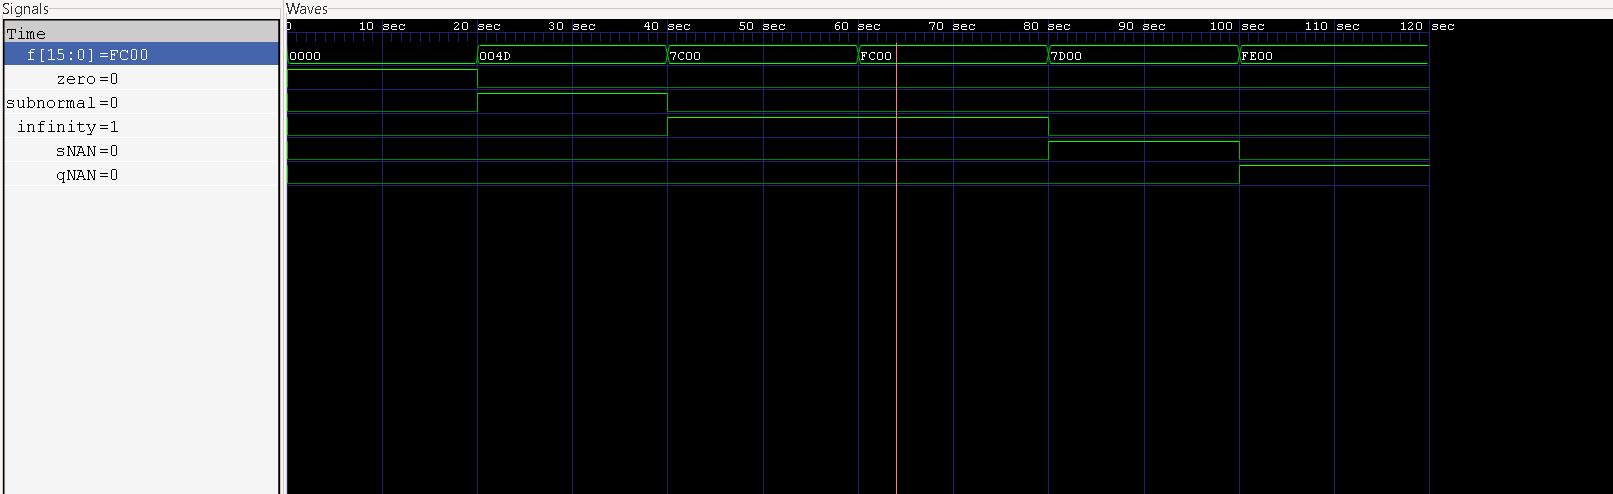 Signals
Waves
Time
0 10 sec 20 sec 30 sec 40 sec 50 sec 60 sec 70 sec 80 sec 90 sec 100 sec 110 sec 120 sec
f[15:0]=FC00
0000 004D 7C00 FC00 7D00 FE00
zero=0
subnormal=0
infinity=1
sNAN=0
qNAN=0